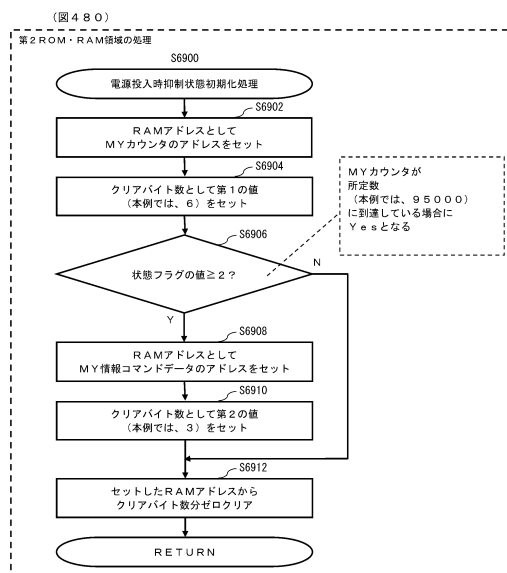 （図４８０）
第２ＲＯＭ・ＲＡＭ領域の処理
S6900
電源投入時抑制状態初期化処理
S6902
ＲＡＭアドレスとして
ＭＹカウンタのアドレスをセット
S6904
クリアバイト数として第１の値
（本例では、６）をセット
ＭＹカウンタが
所定数
（本例では、９５０００）
に到達している場合に
Ｙｅｓとなる
S6906
状態フラグの値≧２？
N
Y
S6908
ＲＡＭアドレスとして
ＭＹ情報コマンドデータのアドレスをセット
S6910
クリアバイト数として第２の値
（本例では、３）をセット
S6912
セットしたＲＡＭアドレスから
クリアバイト数分ゼロクリア
ＲＥＴＵＲＮ